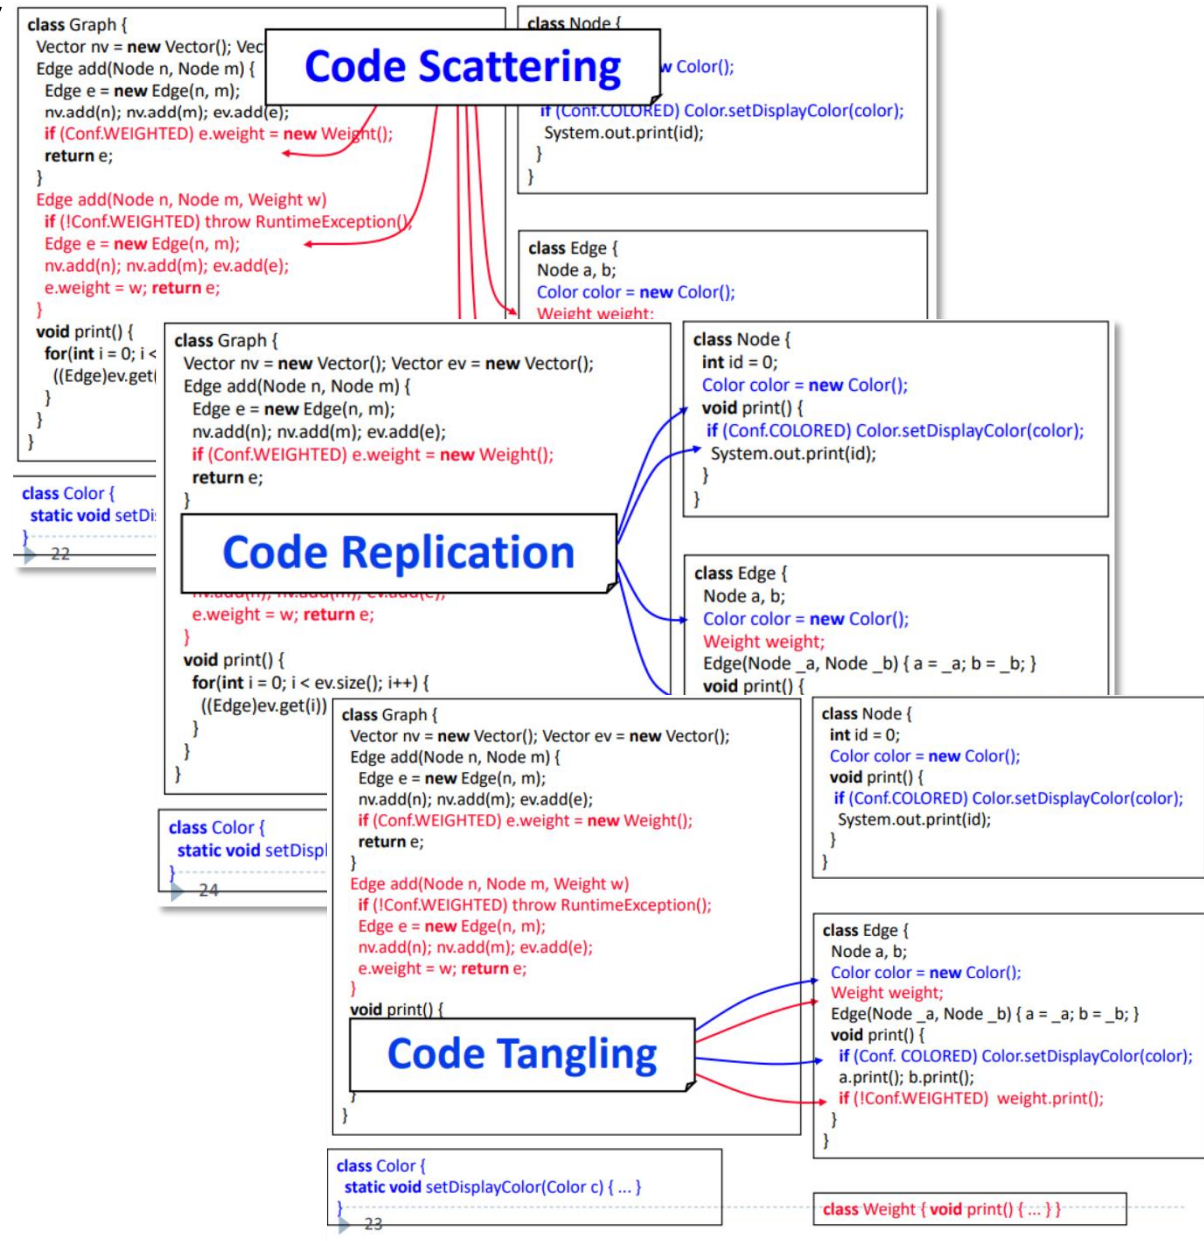 class Graph {
Vector nv = new Vector(); Vec
Edge add(Node n, Node m) {
Edge e = new Edge(n, m);
nv.add(n); nv.add(m); ev.add(e);
if (Conf.WEIGHTED) e.weight = new Weight();
return e;
}
Edge add(Node n, Node m, Weight w)
if (!Conf.WEIGHTED) throw RuntimeException();
Edge e = new Edge(n, m);
nv.add(n); nv.add(m); ev.add(e);
e.weight = w; return e;
}
void print() {
for(int i = 0; i <
((Edge)ev.get(
}
}
}
Code Scattering
class Node {
w Color();
if (Conf.COLORED) Color.setDisplayColor(color);
System.out.print(id);
}
}
class Edge {
Node a, b;
Color color = new Color();
Weight weight;
class Color {
static void setDi
}
22
class Graph {
Vector nv = new Vector(); Vector ev = new Vector();
Edge add(Node n, Node m) {
Edge e = new Edge(n, m);
nv.add(n); nv.add(m); ev.add(e);
if (Conf.WEIGHTED) e.weight = new Weight();
return e;
}
Code Replication
nv.add(n); nv.add(m); ev.add(e);
e.weight = w; return e;
}
void print() {
for(int i = 0; i < ev.size(); i++) {
((Edge)ev.get(i))
}
}
}
class Node {
int id = 0;
Color color = new Color();
void print() {
if (Conf.COLORED) Color.setDisplayColor(color);
System.out.print(id);
}
}
class Edge {
Node a, b;
Color color = new Color();
Weight weight;
Edge(Node _a, Node _b) { a = _a; b = _b; }
void print() {
class Color {
static void setDispl
}
24
class Graph {
Vector nv = new Vector(); Vector ev = new Vector();
Edge add(Node n, Node m) {
Edge e = new Edge(n, m);
nv.add(n); nv.add(m); ev.add(e);
if (Conf.WEIGHTED) e.weight = new Weight();
return e;
}
Edge add(Node n, Node m, Weight w)
if (!Conf.WEIGHTED) throw RuntimeException();
Edge e = new Edge(n, m);
nv.add(n); nv.add(m); ev.add(e);
e.weight = w; return e;
}
void print() {
Code Tangling
}
}
class Node {
int id = 0;
Color color = new Color();
void print() {
if (Conf.COLORED) Color.setDisplayColor(color);
System.out.print(id);
}
}
class Edge {
Node a, b;
Color color = new Color();
Weight weight;
Edge(Node _a, Node _b) { a = _a; b = _b; }
void print() {
if (Conf. COLORED) Color.setDisplayColor(color);
a.print(); b.print();
if (!Conf.WEIGHTED) weight.print();
}
}
class Color {
static void setDisplayColor(Color c) { ... }
}
23
class Weight { void print() { ... } }